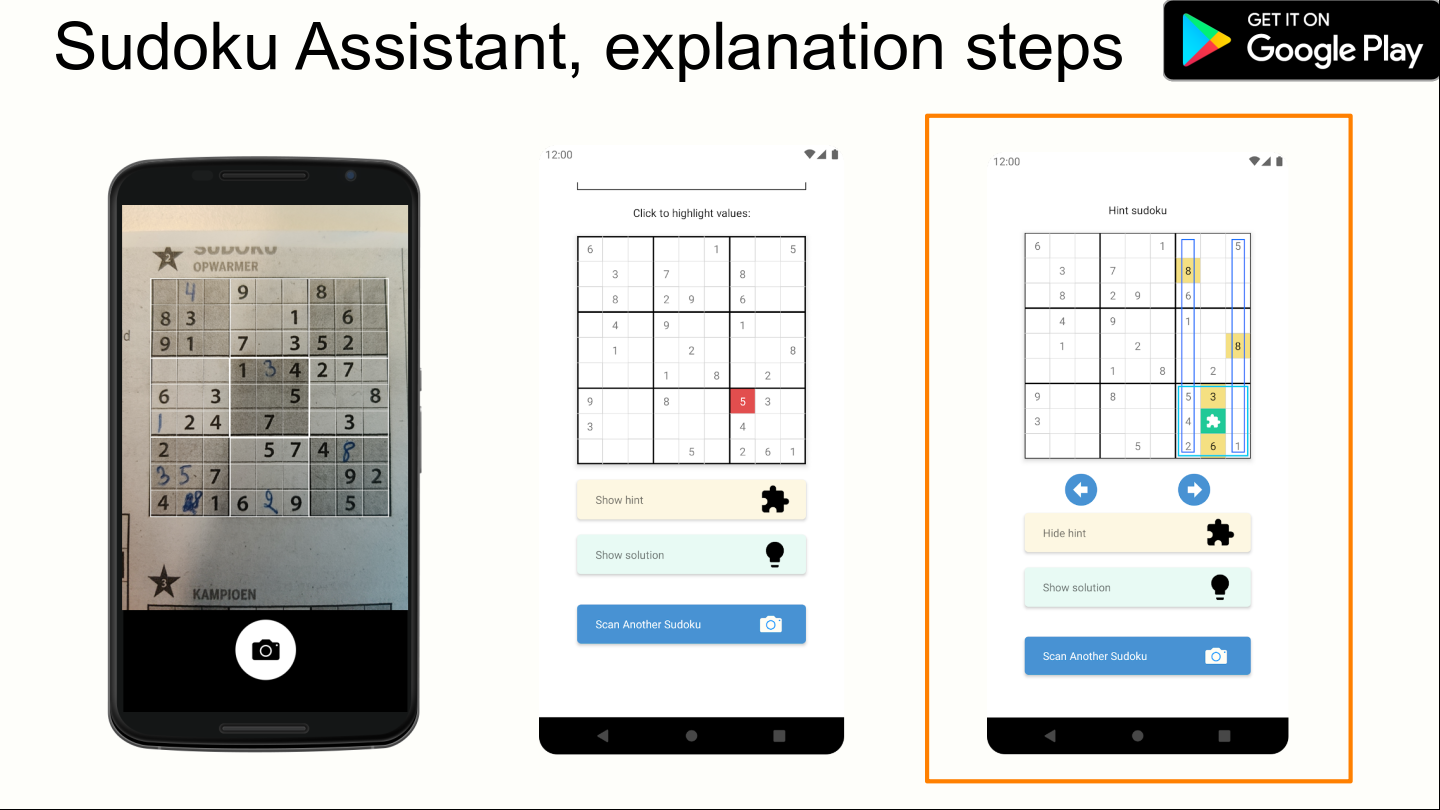 Sudoku Assistant, explanation steps
GET IT ON
Google Play
2
SUDOKU
OPWARMER
4 9 8
8 3 1 6
9 1 7 3 5 2
1 3 4 2 7
6 3 5 8
1 2 4 7 3
2 5 7 4 8
3 5 7 9 2
4 1 6 2 9 5
d
3
KAMPIOEN
12:00
Click to highlight values:
6 1 5
3 7 8
8 2 9 6
4 9 1
1 2 8
1 8 2
9 8 5 3
3 4
5 2 6 1
Show hint
Show solution
Scan Another Sudoku
12:00
Hint sudoku
6 1 5
3 7 8
8 2 9 6
4 9 1
1 2 8
1 8 2
9 8 5 3
3 4
5 2 6 1
Hide hint
Show solution
Scan Another Sudoku